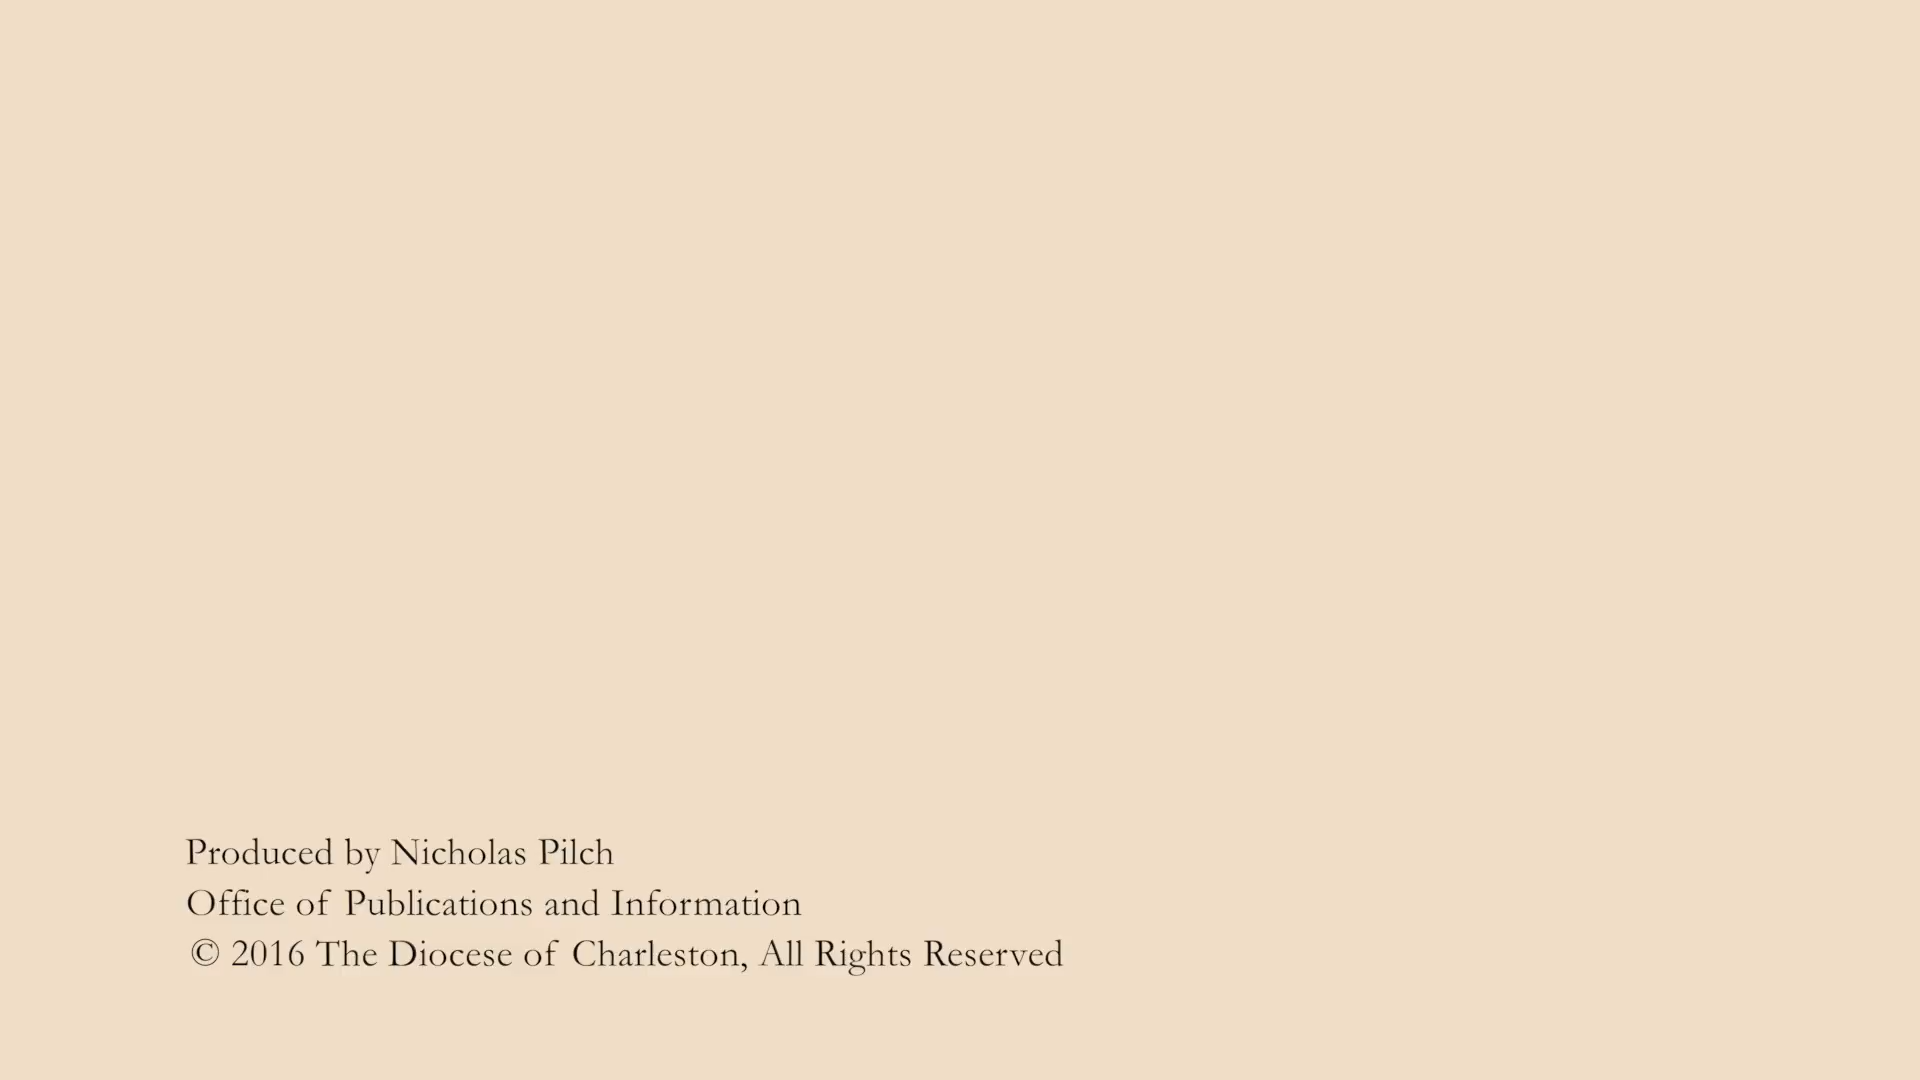 Produced by Nicholas Pilch
Office of Publications and Information
© 2016 The Diocese of Charleston, All Rights Reserved